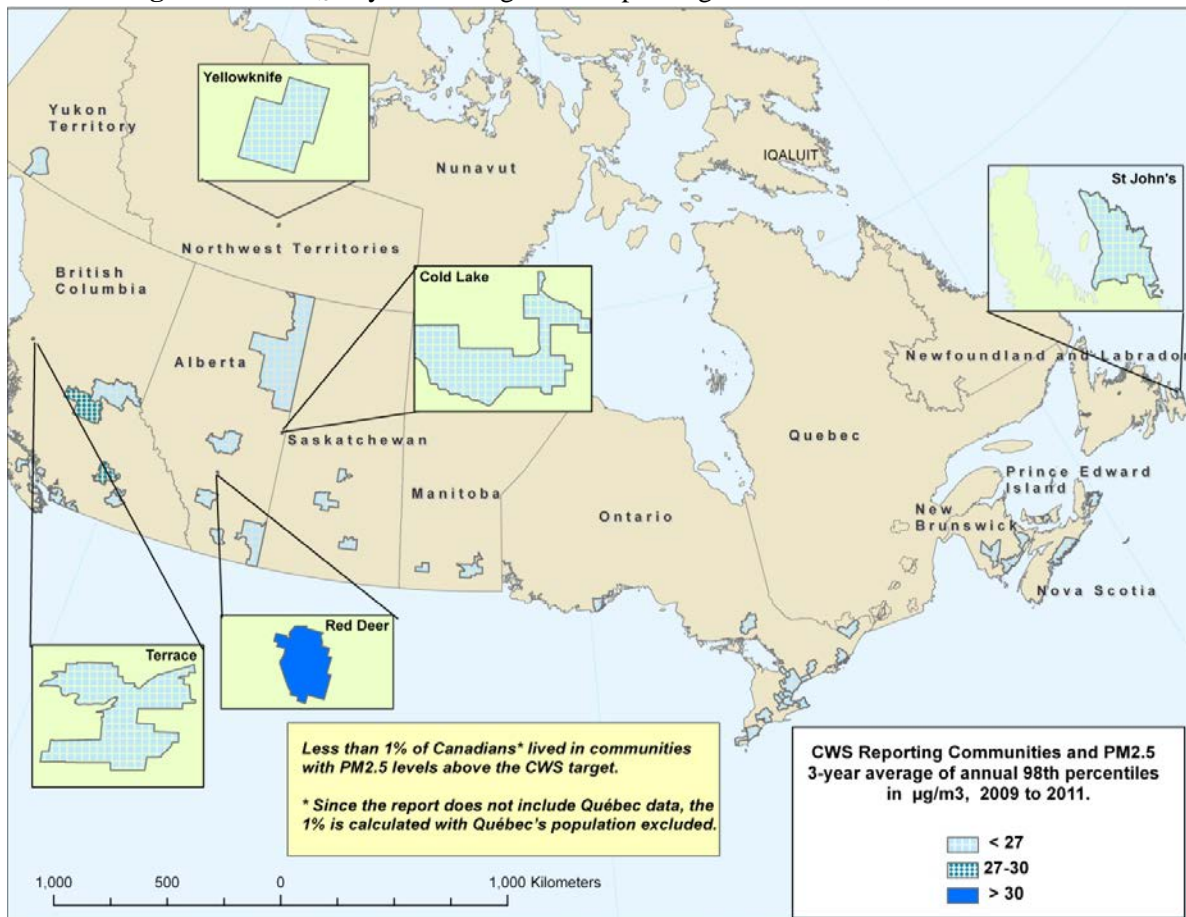 Yellowknife
Yukon
Territory
Nunavut
IQALUIT
St John's
Northwest Territories
British
Columbia
Cold Lake
Alberta
Newfoundland and Labrador
Saskatchewan
Quebec
Manitoba
Prince Edward
Island
Ontario
New
Brunswick
Nova Scotia
Red Deer
Terrace
Less than 1% of Canadians* lived in communities
with PM2.5 levels above the CWS target.
* Since the report does not include Québec data, the
1% is calculated with Québec's population excluded.
CWS Reporting Communities and PM2.5
3-year average of annual 98th percentiles
in µg/m3, 2009 to 2011.
< 27
27-30
> 30
1,000 500 0 1,000 Kilometers